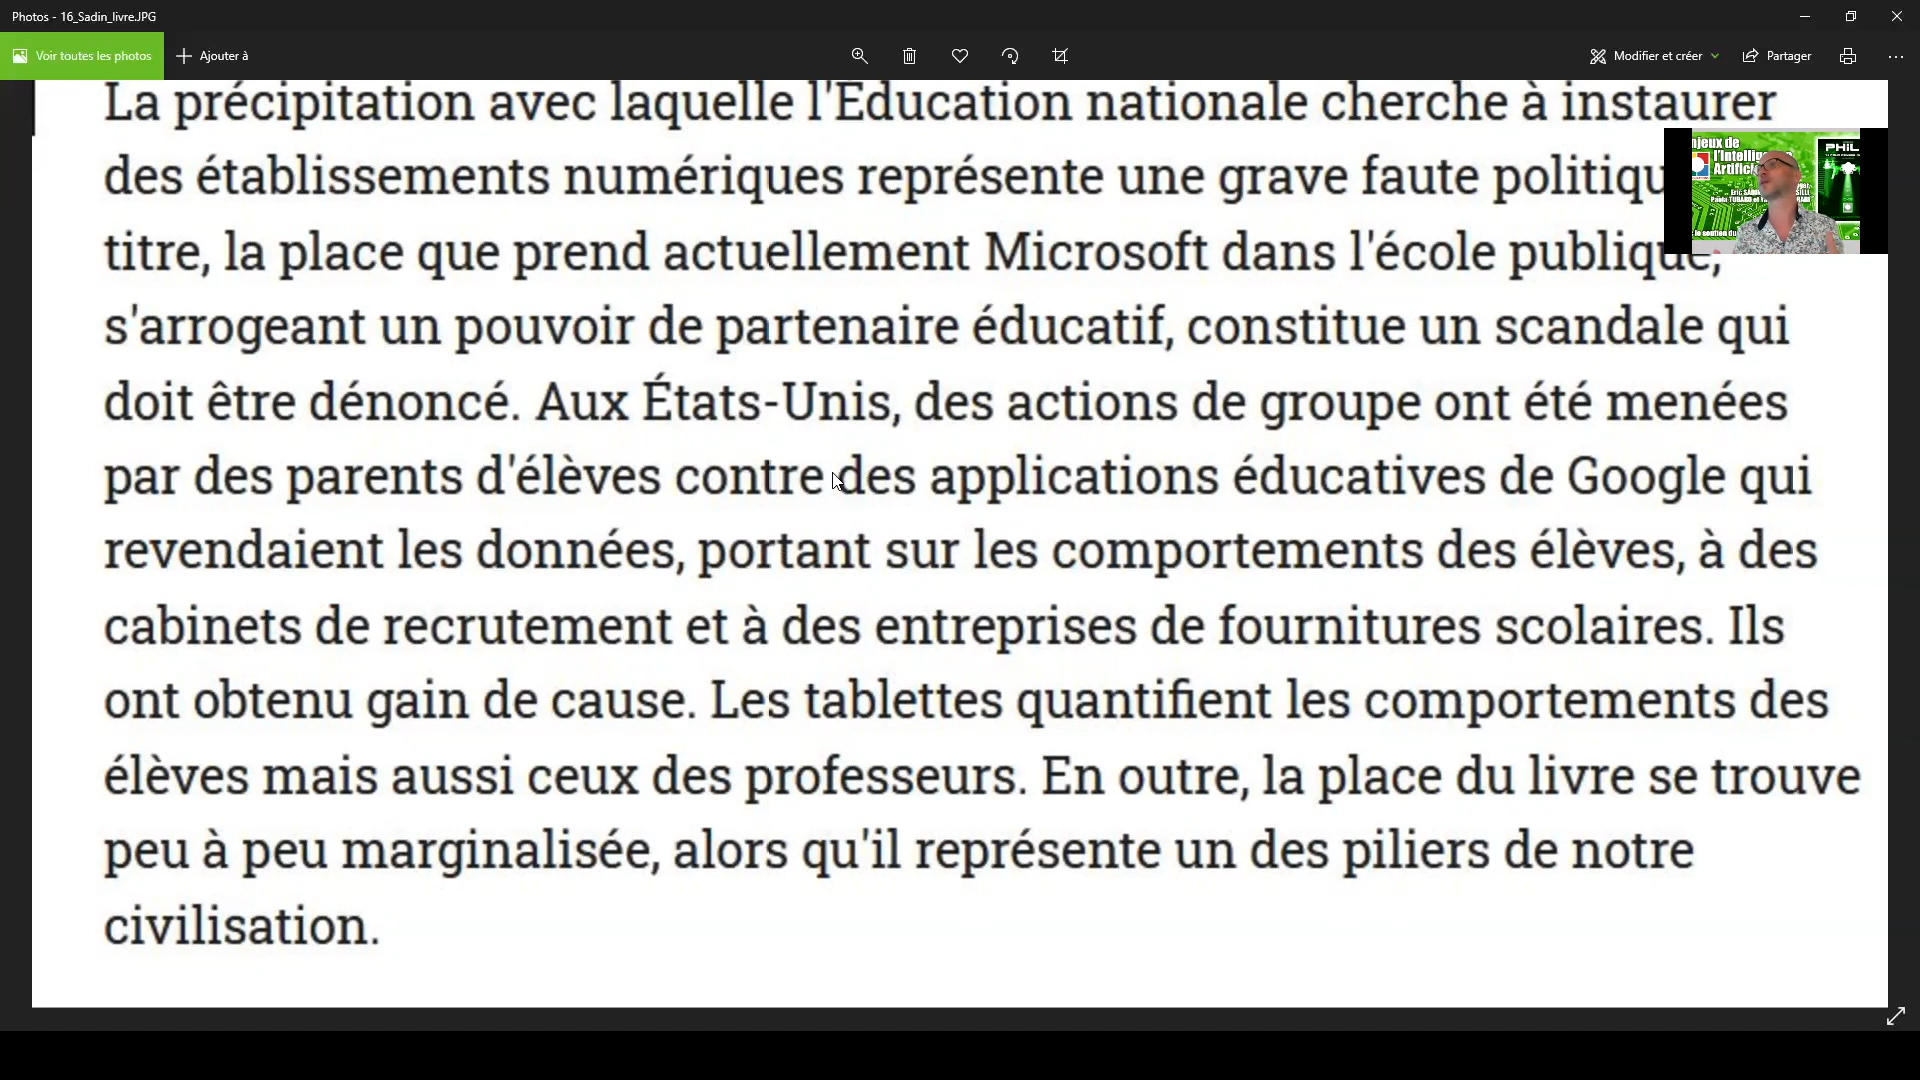 Photos - 16_Sadin_livre.JPG
Voir toutes les photos
Ajouter à
Modifier et créer
Partager
La précipitation avec laquelle l'Education nationale cherche à instaurer
des établissements numériques représente une grave faute
titre, la place que prend actuellement Microsoft dans l'école publique,
s'arrogeant un pouvoir de partenaire éducatif, constitue un scandale qui
doit être dénoncé. Aux États-Unis, des actions de groupe ont été menées
par des parents d'élèves contre des applications éducatives de Google qui
revendaient les données, portant sur les comportements des élèves, à des
cabinets de recrutement et à des entreprises de fournitures scolaires. Ils
ont obtenu gain de cause. Les tablettes quantifient les comportements des
élèves mais aussi ceux des professeurs. En outre, la place du livre se trouve
peu à peu marginalisée, alors qu'il représente un des piliers de notre
civilisation.